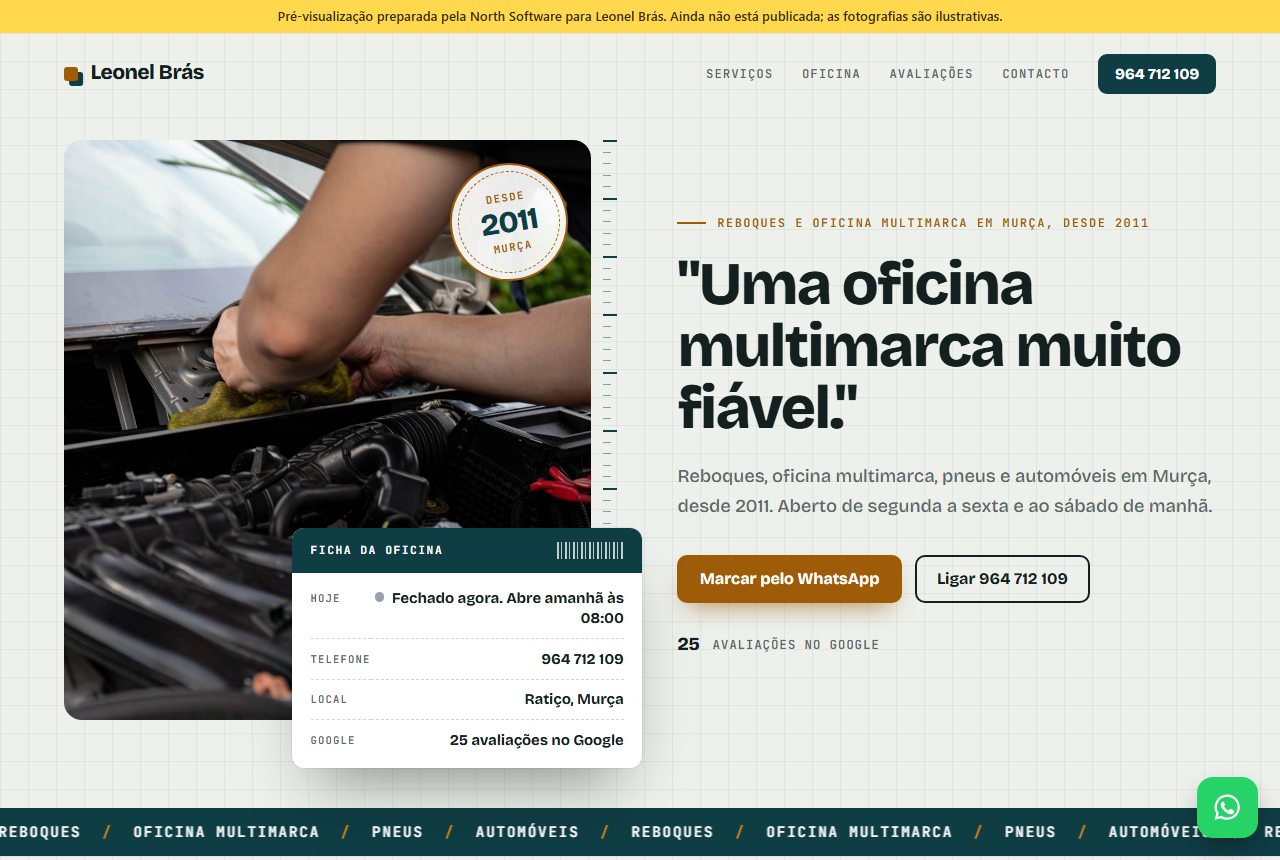 Pré-visualização preparada pela North Software para Leonel Brás. Ainda não está publicada; as fotografias são ilustrativas.
Leonel Brás
SERVIÇOS
OFICINA
AVALIAÇÕES
CONTACTO
964 712 109
DESDE
2011
MURÇA
REBOQUES E OFICINA MULTIMARCA EM MURÇA, DESDE 2011
"Uma oficina
multimarca muito
fiável."
Reboques, oficina multimarca, pneus e automóveis em Murça,
desde 2011. Aberto de segunda a sexta e ao sábado de manhã.
Marcar pelo WhatsApp
Ligar 964 712 109
25 AVALIAÇÕES NO GOOGLE
FICHA DA OFICINA
HOJE
Fechado agora. Abre amanhã às
08:00
TELEFONE
964 712 109
LOCAL
Ratiço, Murça
GOOGLE
25 avaliações no Google
REBOQUES / OFICINA MULTIMARCA / PNEUS / AUTOMÓVEIS / REBOQUES / OFICINA MULTIMARCA / PNEUS / AUTOMÓVEIS RE